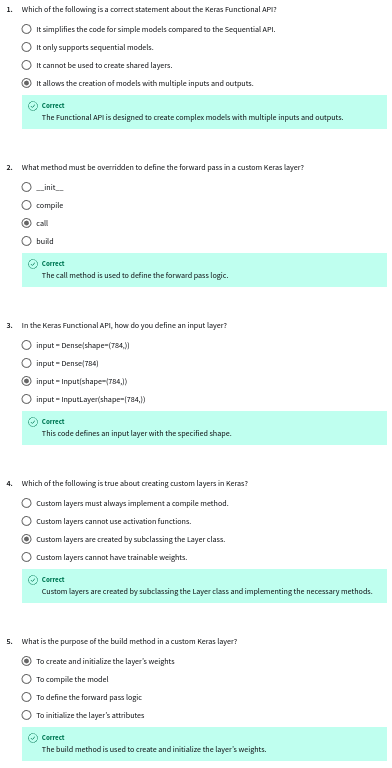 1. Which of the following is a correct statement about the Keras Functional API?
It simplifies the code for simple models compared to the Sequential API.
It only supports sequential models.
It cannot be used to create shared layers.
It allows the creation of models with multiple inputs and outputs.
Correct
The Functional API is designed to create complex models with multiple inputs and outputs.
2. What method must be overridden to define the forward pass in a custom Keras layer?
__init__
compile
call
build
Correct
The call method is used to define the forward pass logic.
3. In the Keras Functional API, how do you define an input layer?
input = Dense(shape=(784,))
input = Dense(784)
input = Input(shape=(784,))
input = InputLayer(shape=(784,))
Correct
This code defines an input layer with the specified shape.
4. Which of the following is true about creating custom layers in Keras?
Custom layers must always implement a compile method.
Custom layers cannot use activation functions.
Custom layers are created by subclassing the Layer class.
Custom layers cannot have trainable weights.
Correct
Custom layers are created by subclassing the Layer class and implementing the necessary methods.
5. What is the purpose of the build method in a custom Keras layer?
To create and initialize the layer's weights
To compile the model
To define the forward pass logic
To initialize the layer's attributes
Correct
The build method is used to create and initialize the layer's weights.